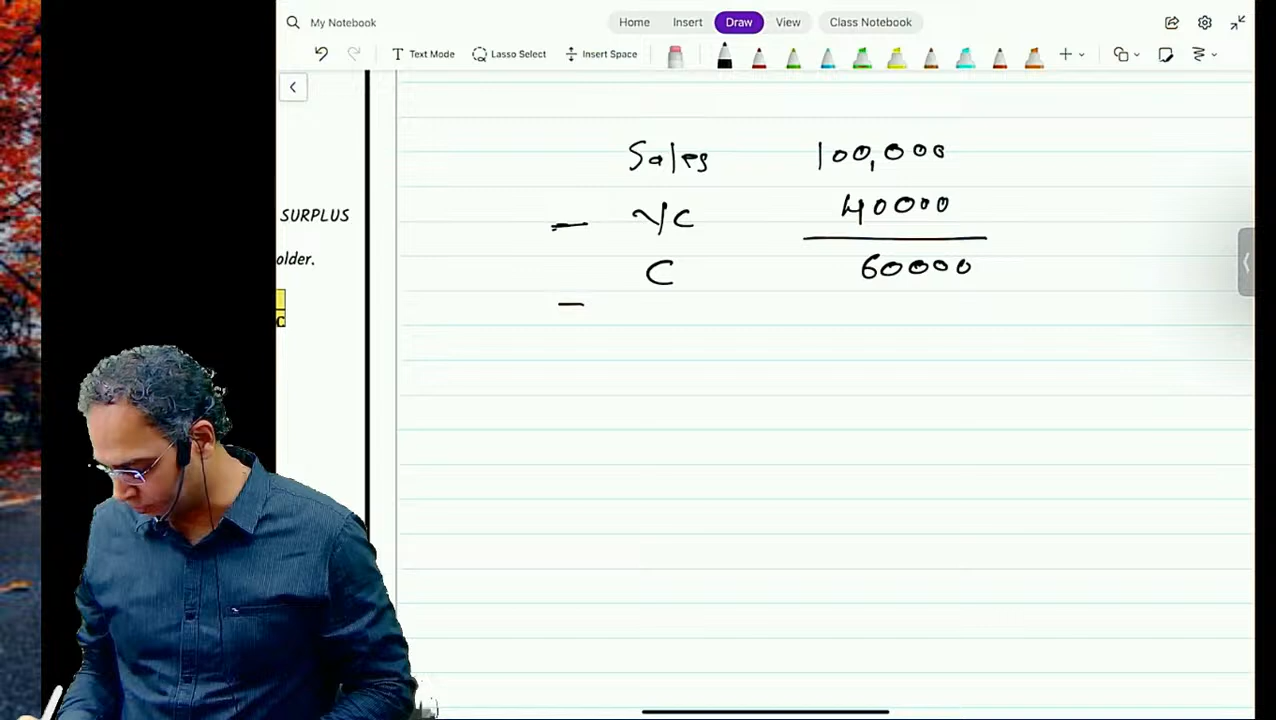 My Notebook
Home Insert Draw View Class Notebook
Text Mode Lasso Select Insert Space
SURPLUS
older.
C
Sales 100,000
– VC 40000
C 60000
–